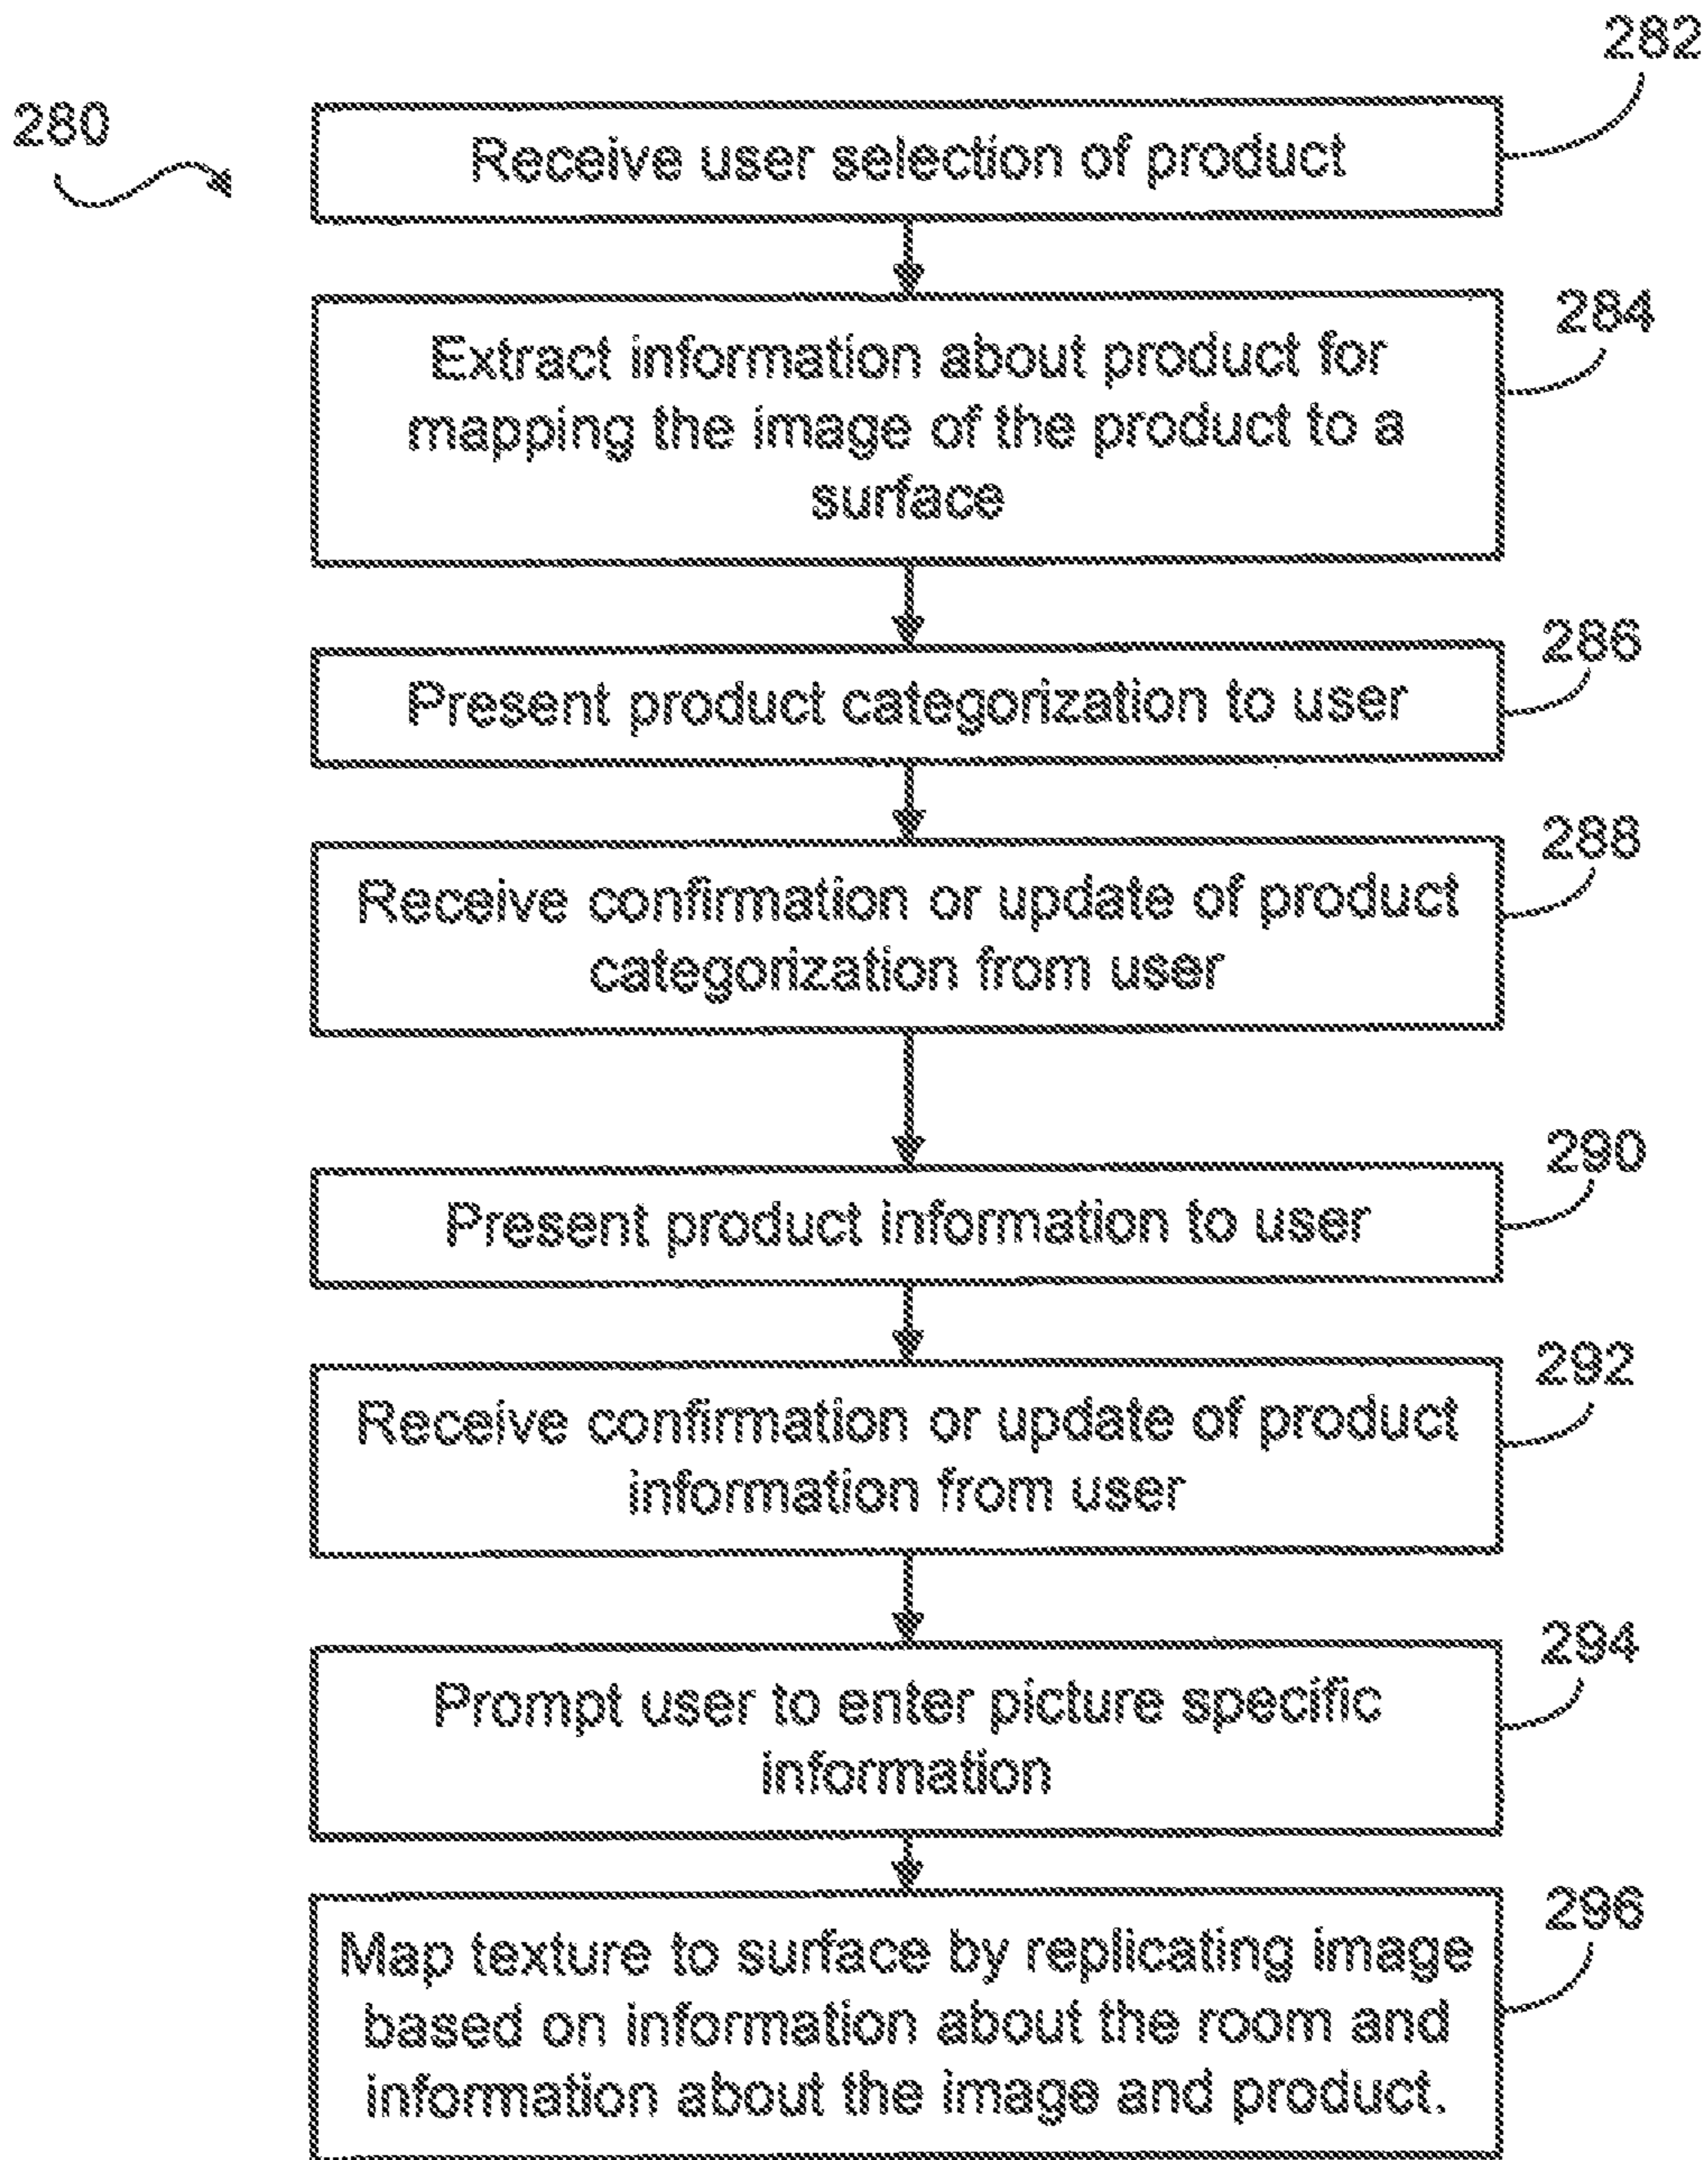 282
280
Receive user selection of product
284
Extract information about product for
mapping the image of the product to a
surface
286
Present product categorization to user
288
Receive confirmation or update of product
categorization from user
290
Present product information to user
292
Receive confirmation or update of product
information from user
294
Prompt user to enter picture specific
information
296
Map texture to surface by replicating image
based on information about the room and
information about the image and product.